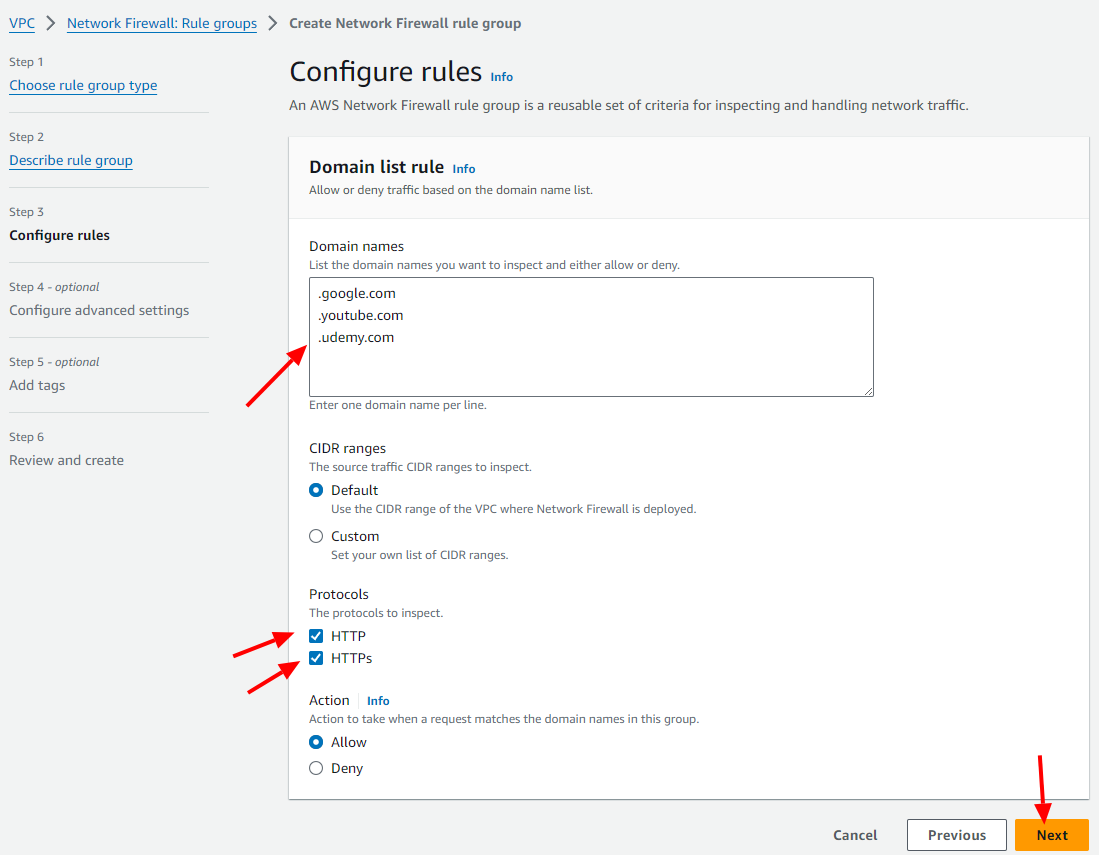 VPC > Network Firewall: Rule groups > Create Network Firewall rule group
Step 1
Choose rule group type
Step 2
Describe rule group
Step 3
Configure rules
Step 4 - optional
Configure advanced settings
Step 5 - optional
Add tags
Step 6
Review and create
Configure rules Info
An AWS Network Firewall rule group is a reusable set of criteria for inspecting and handling network traffic.
Domain list rule Info
Allow or deny traffic based on the domain name list.
Domain names
List the domain names you want to inspect and either allow or deny.
.google.com
.youtube.com
.udemy.com
Enter one domain name per line.
CIDR ranges
The source traffic CIDR ranges to inspect.
Default
Use the CIDR range of the VPC where Network Firewall is deployed.
Custom
Set your own list of CIDR ranges.
Protocols
The protocols to inspect.
HTTP
HTTPs
Action Info
Action to take when a request matches the domain names in this group.
Allow
Deny
Cancel Previous Next